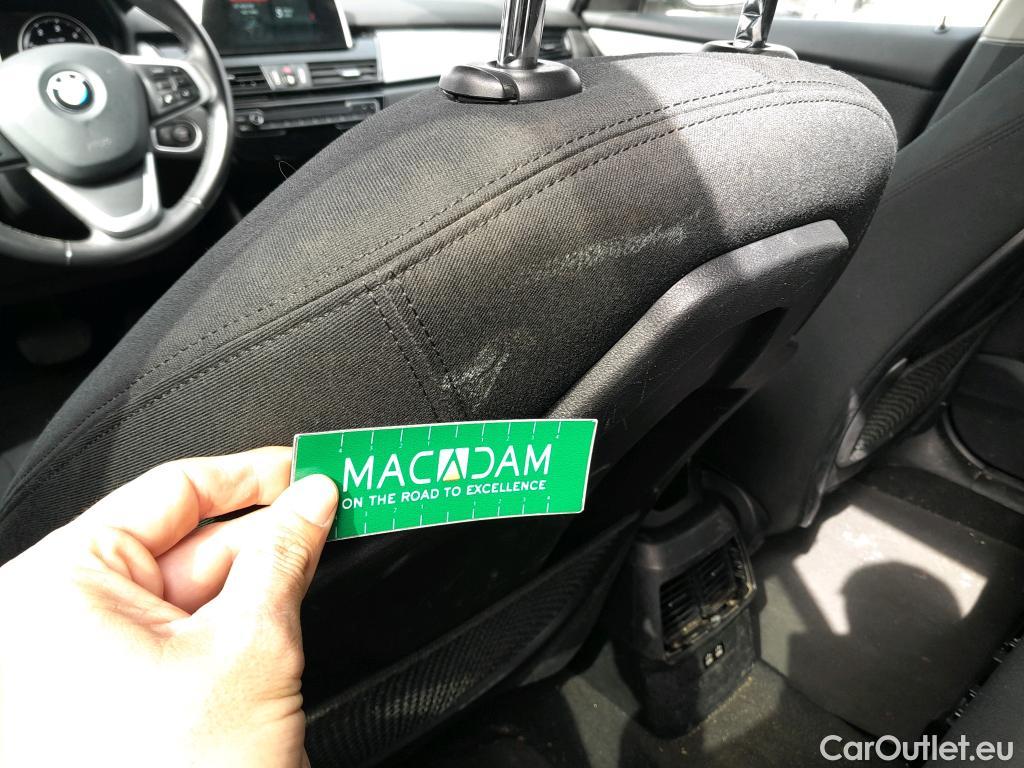 MACADAM
ON THE ROAD TO EXCELLENCE
CarOutlet.eu